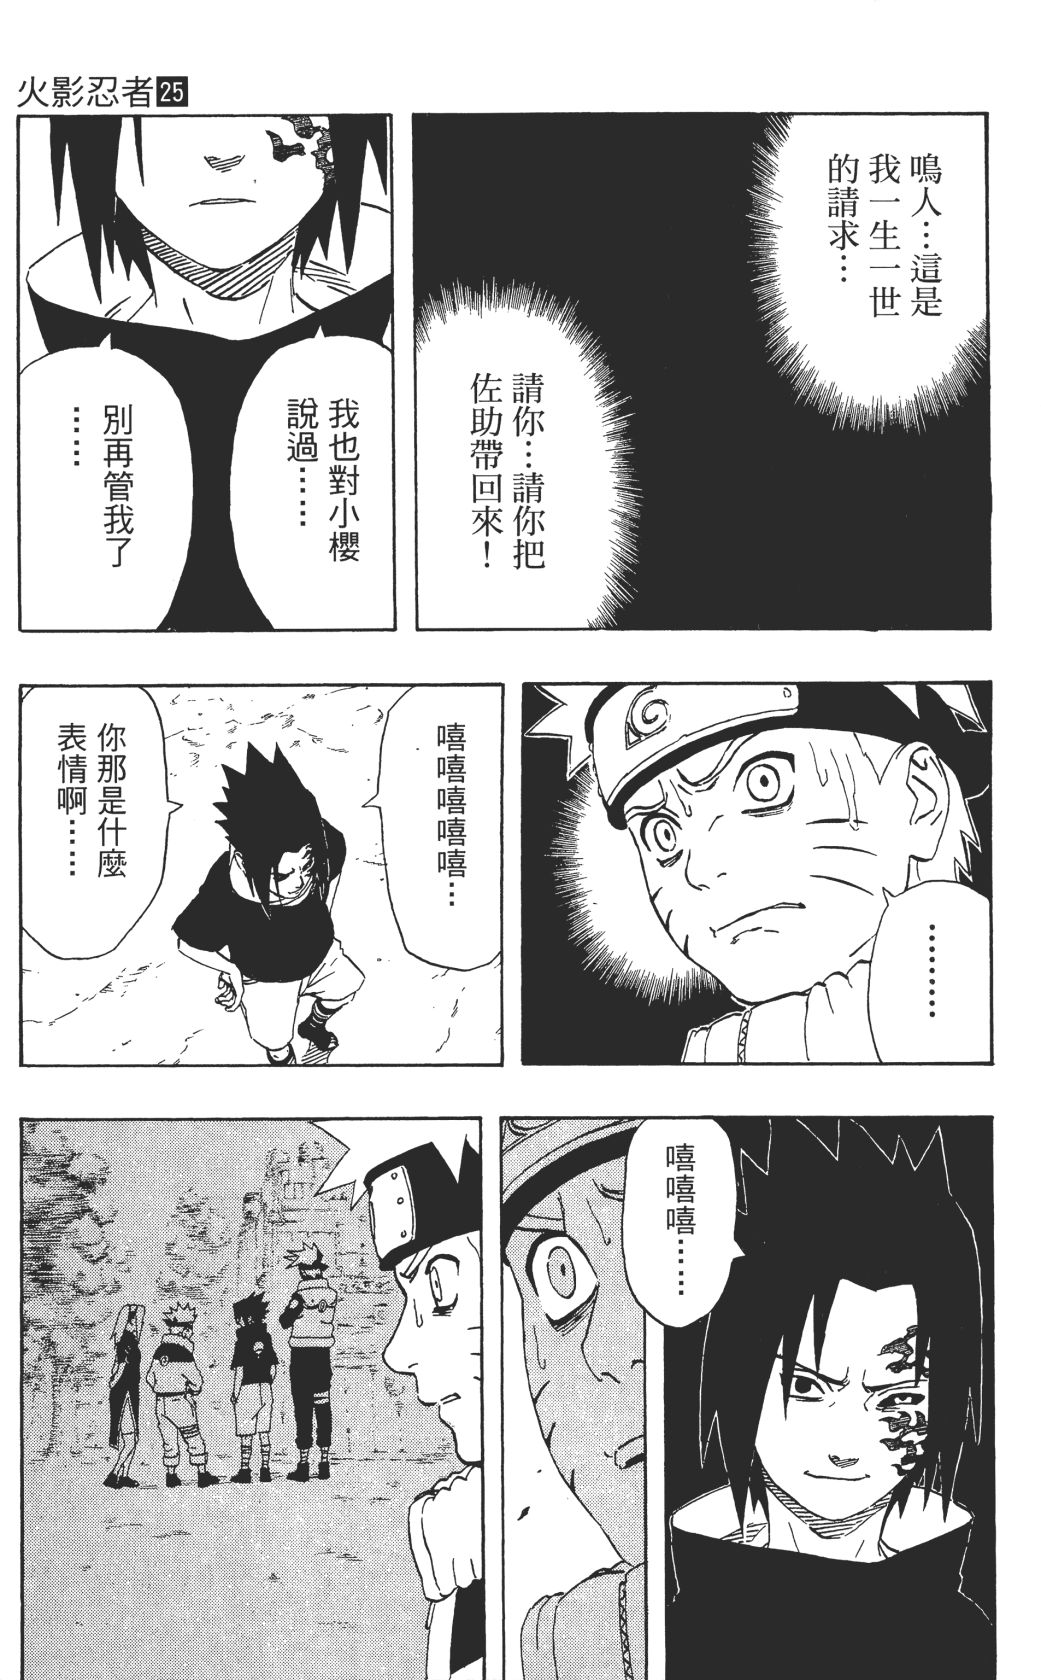 火影忍者25
鳴人…這是
我一生一世
的請求…
請你…請你把
佐助帶回來！
我也對小櫻
說過……
別再管我了
……
………
嘻嘻嘻嘻嘻…
你那是什麼
表情啊……
嘻嘻嘻……